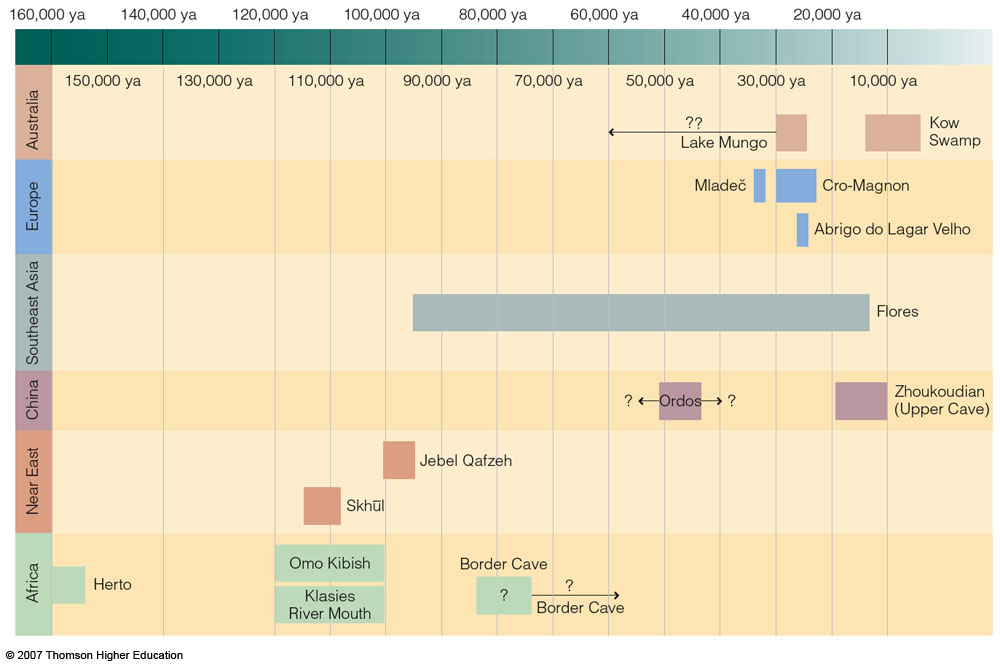 160,000 ya 140,000 ya 120,000 ya 100,000 ya 80,000 ya 60,000 ya 40,000 ya 20,000 ya
150,000 ya 130,000 ya 110,000 ya 90,000 ya 70,000 ya 50,000 ya 30,000 ya 10,000 ya
Australia
??
Lake Mungo
Kow
Swamp
Europe
Mladeč
Cro-Magnon
Abrigo do Lagar Velho
Southeast Asia
Flores
China
? Ordos ?
Zhoukoudian
(Upper Cave)
Near East
Jebel Qafzeh
Skhūl
Africa
Herto
Omo Kibish
Klasies
River Mouth
Border Cave
?
?
Border Cave
© 2007 Thomson Higher Education